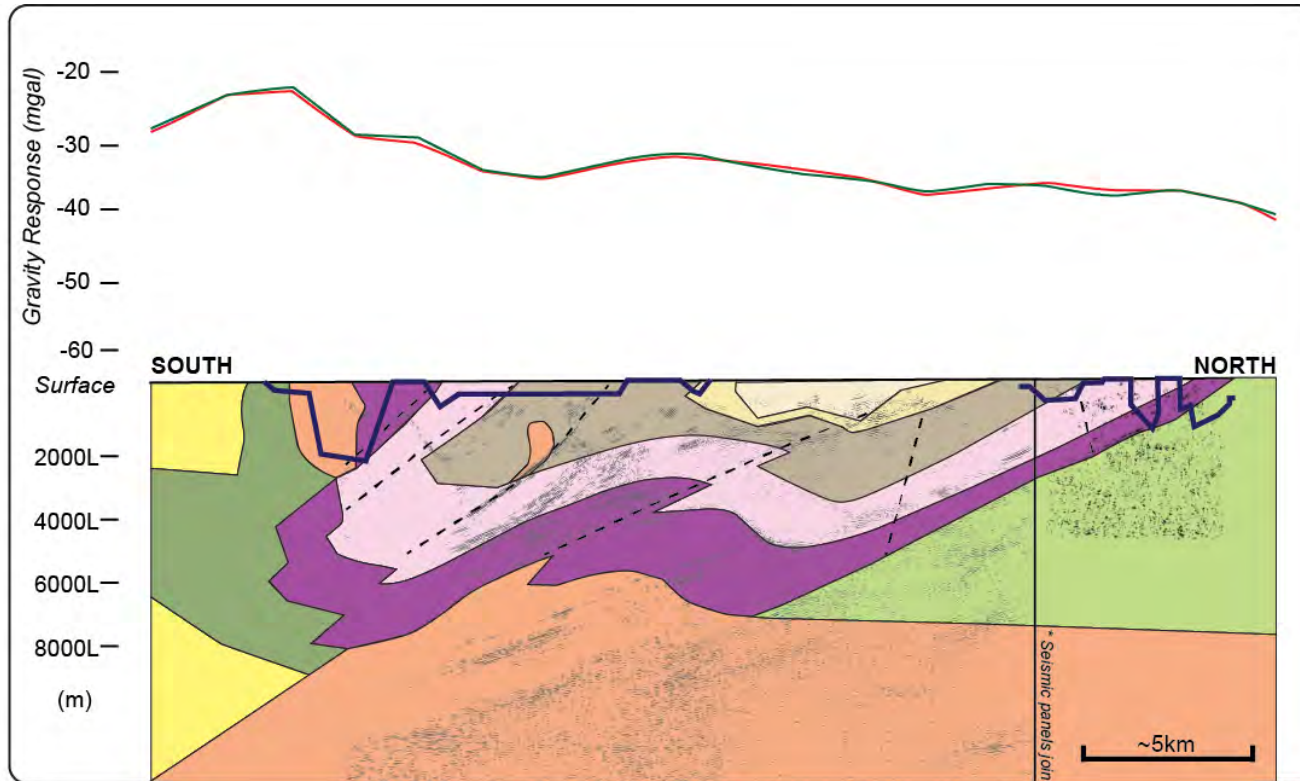 Gravity Response (mgal)
-20
-30
-40
-50
-60
SOUTH
NORTH
Surface
2000L
4000L
6000L
8000L
(m)
* Seismic panels join
~5km